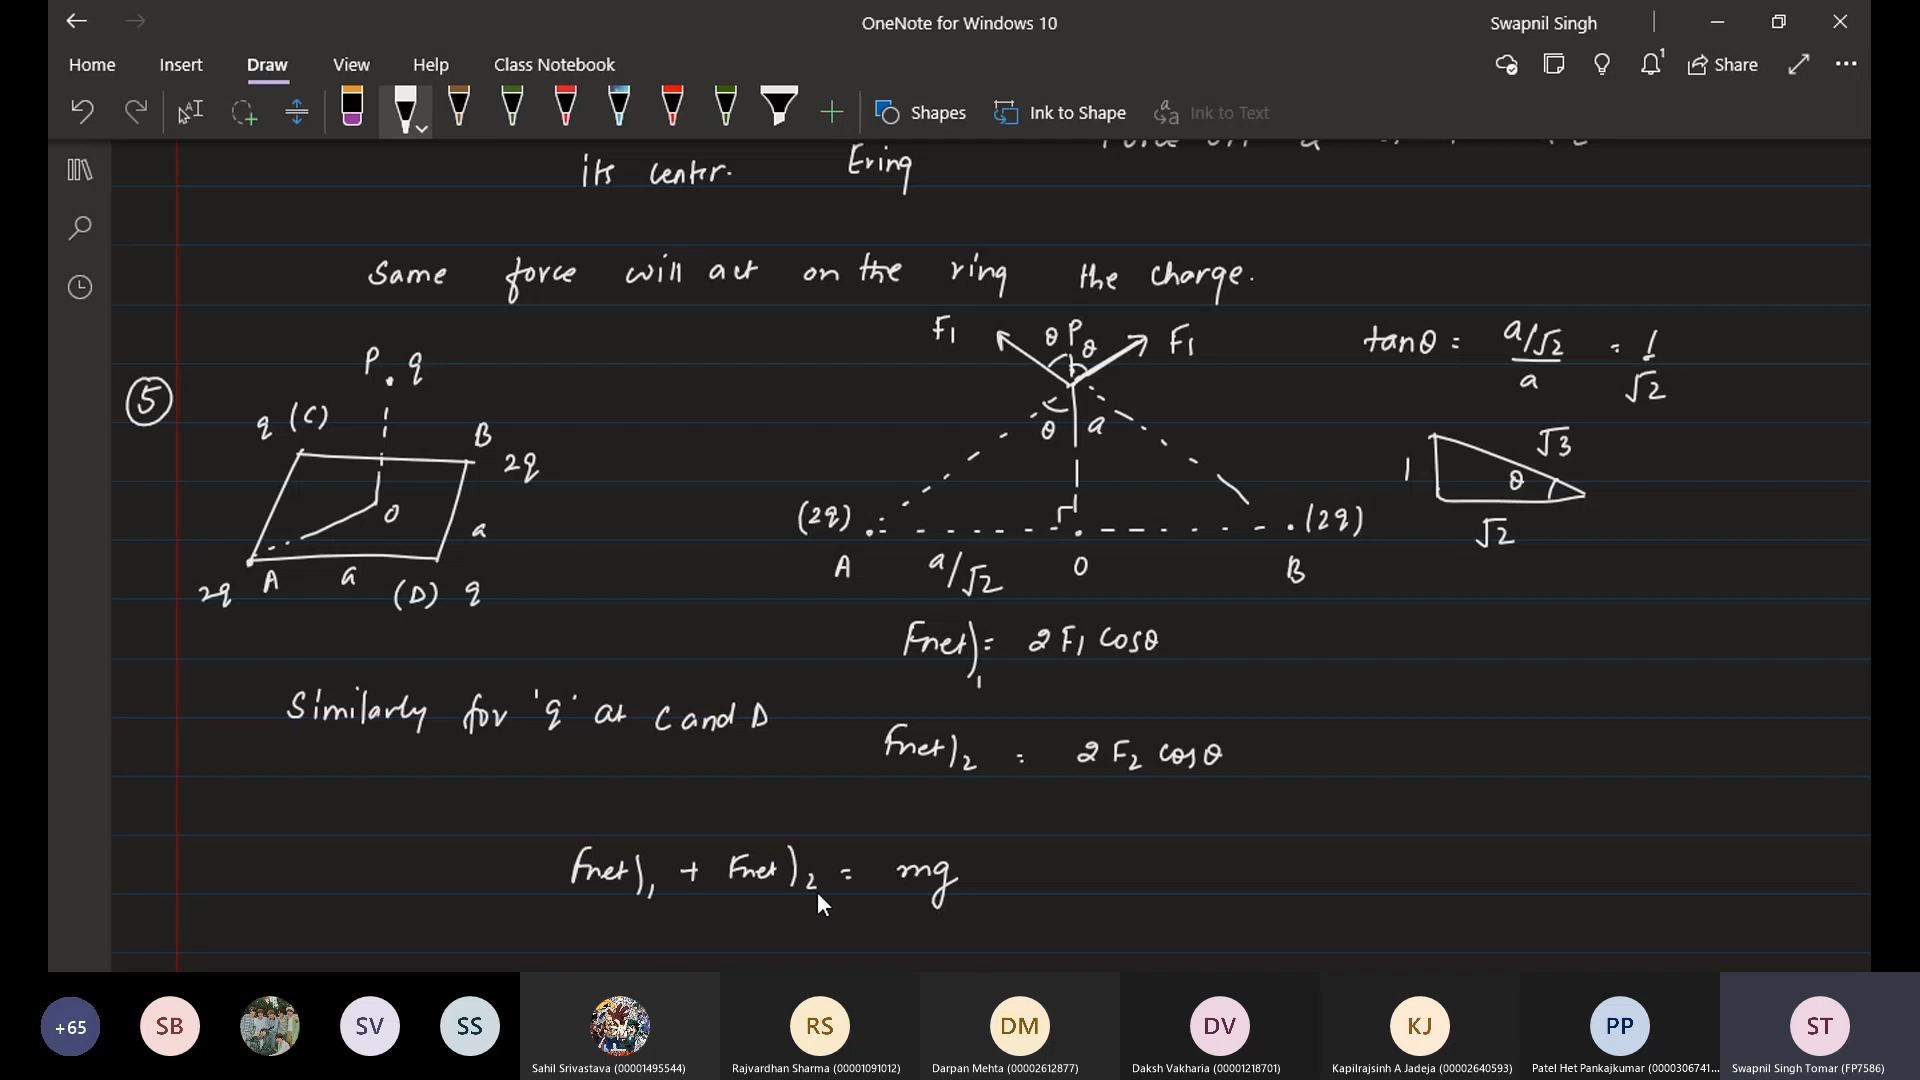 OneNote for Windows 10
Swapnil Singh
Home Insert Draw View Help Class Notebook
Share
Shapes Ink to Shape Ink to Text
its center. Ering
Same force will act on the ring the charge.
5
P q
q (C)
B
2q
O
a
2q A a (D) q
F1 θ P θ F1
θ a
(2q) (2q)
A a/√2 O B
tanθ = a/√2 / a = 1/√2
1 √3 θ √2
Fnet)1 = 2 F1 cosθ
Similarly for 'q' at C and D
Fnet)2 = 2 F2 cosθ
Fnet)1 + Fnet)2 = mg
+65 SB SV SS RS DM DV KJ PP ST
Sahil Srivastava (00001495544) Rajvardhan Sharma (00001091012) Darpan Mehta (00002612877) Daksh Vakharia (00001218701) Kapilrajsinh A Jadeja (00002640593) Patel Het Pankajkumar (0000306741... Swapnil Singh Tomar (FP7586)